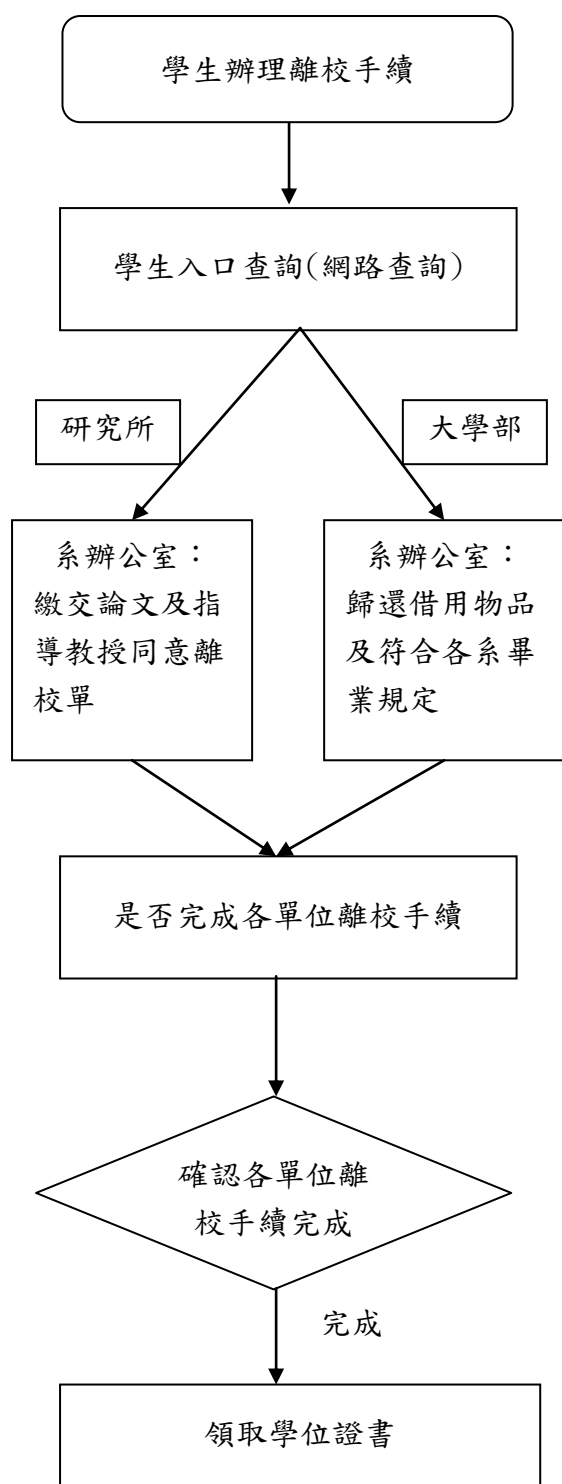 學生辦理離校手續
學生入口查詢(網路查詢)
研究所
大學部
系辦公室：
繳交論文及指
導教授同意離
校單
系辦公室：
歸還借用物品
及符合各系畢
業規定
是否完成各單位離校手續
確認各單位離
校手續完成
完成
領取學位證書